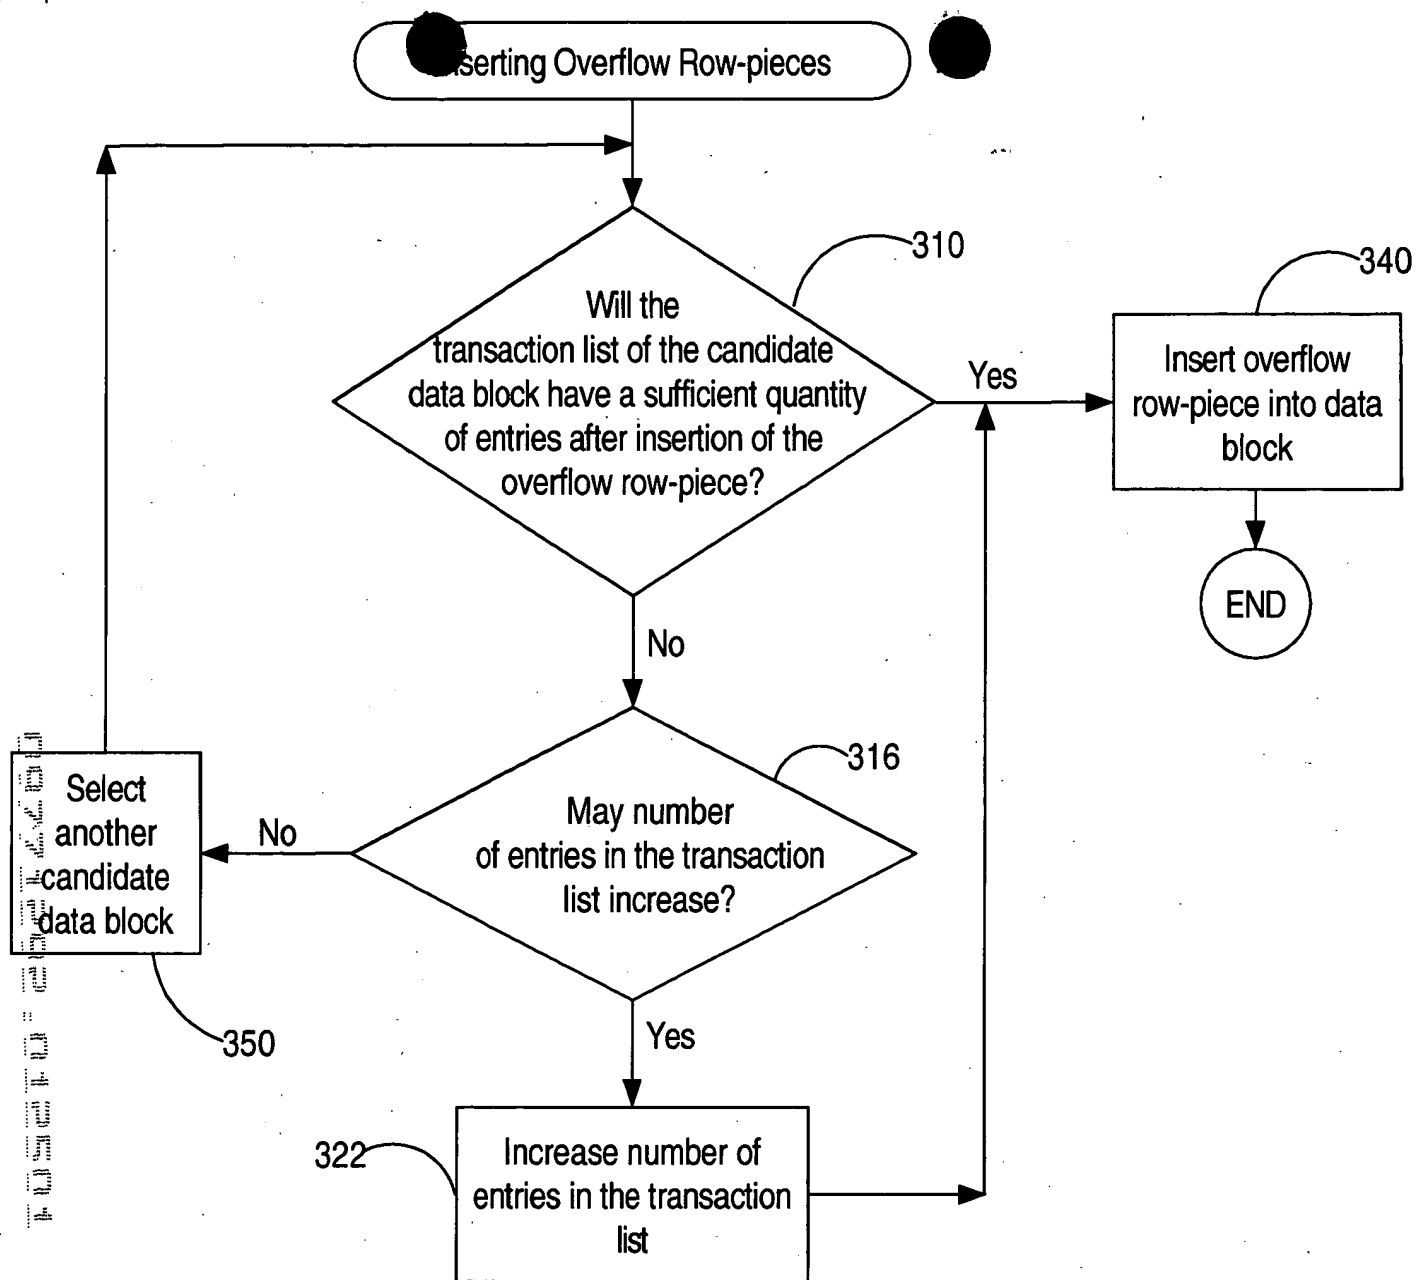 serting Overflow Row-pieces
310
340
Will the
transaction list of the candidate
data block have a sufficient quantity
of entries after insertion of the
overflow row-piece?
Yes
Insert overflow
row-piece into data
block
END
No
316
May number
of entries in the transaction
list increase?
No
Select
another
candidate
data block
350
Yes
322
Increase number of
entries in the transaction
list